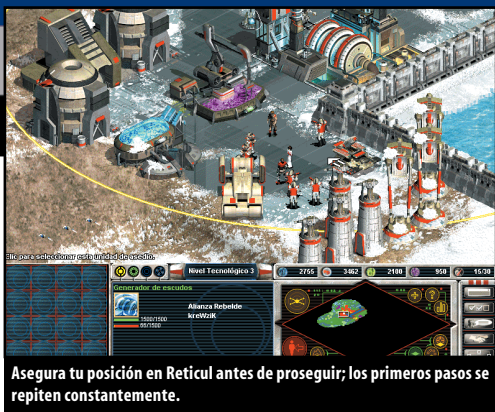 Clic para seleccionar esta unidad de asedio.
Nivel Tecnológico 3
2755
3462
2100
950
15/30
Generador de escudos
Alianza Rebelde
kreWziK
1500/1500
66/1500
Asegura tu posición en Reticul antes de proseguir; los primeros pasos se
repiten constantemente.